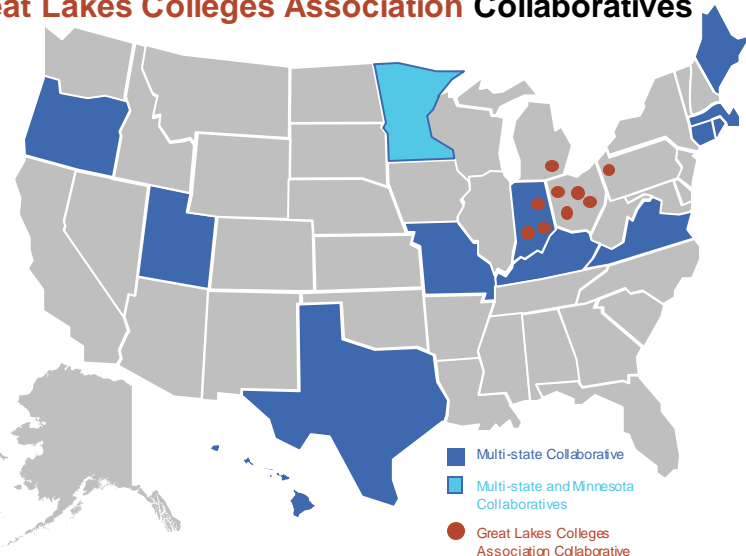 eat Lakes Colleges Association Collaboratives
Multi-state Collaborative
Multi-state and Minnesota
Collaboratives
Great Lakes Colleges
Association Collaborative